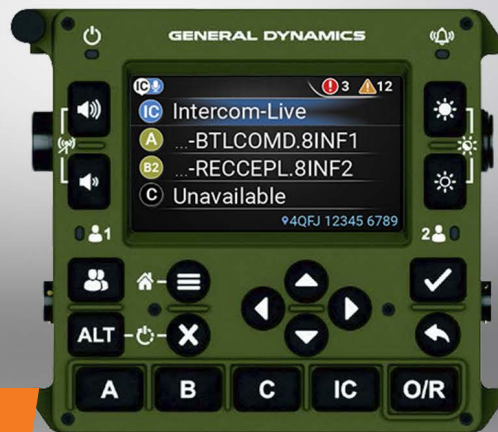 GENERAL DYNAMICS
IC 3 12
IC Intercom-Live
A ...-BTLCOMD.8INF1
B2 ...-RECCEPL.8INF2
C Unavailable
4QFJ 12345 6789
1 2
ALT
A B C IC O/R